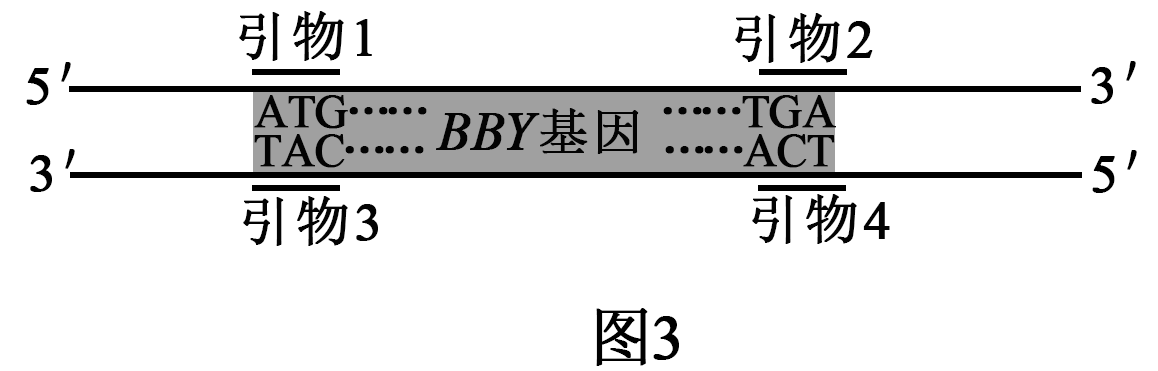 引物1 引物2
5′ 3′
ATG…… BBY基因 ……TGA
TAC…… ……ACT
3′ 5′
引物3 引物4
图3